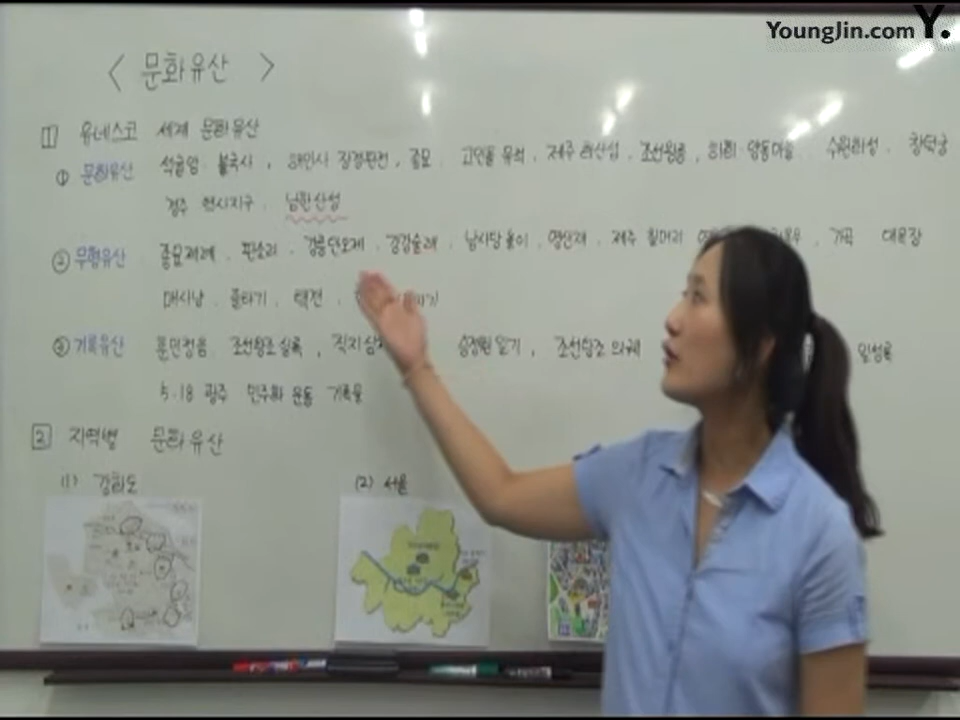 YoungJin.com Y.
< 문화유산 >
1 유네스코 세계 문화유산
① 문화유산 석굴암 · 불국사, 해인사 장경판전, 종묘 고인돌 유적, 제주 화산섬, 조선왕릉, 하회 · 양동마을 수원화성, 창덕궁
경주 역사지구, 남한산성
② 무형유산 종묘제례, 판소리, 강릉단오제, 강강술래, 남사당놀이, 영산재, 제주 칠머리, 가곡 대목장
매사냥, 줄타기, 택견,
③ 기록유산 훈민정음 조선왕조실록, 직지심 승정원일기, 조선왕조 의궤 일성록
5·18 광주 민주화 운동 기록물
2 지역별 문화유산
(1) 강화도 (2) 서울